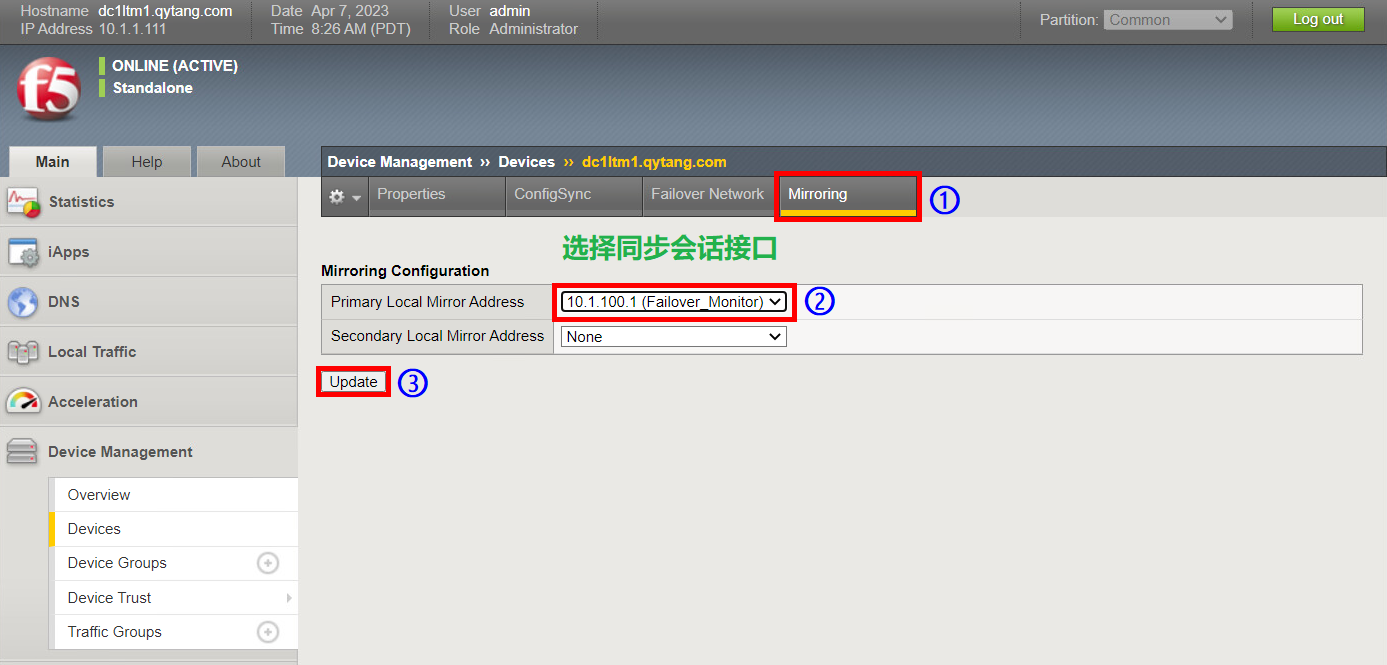 Hostname dc1ltm1.qytang.com Date Apr 7, 2023 User admin
IP Address 10.1.1.111 Time 8:26 AM (PDT) Role Administrator
Partition: Common Log out
f5
ONLINE (ACTIVE)
Standalone
Main Help About
Device Management ›› Devices ›› dc1ltm1.qytang.com
Properties ConfigSync Failover Network Mirroring ①
Statistics
iApps
DNS
Local Traffic
Acceleration
Device Management
Overview
Devices
Device Groups
Device Trust
Traffic Groups
选择同步会话接口
Mirroring Configuration
Primary Local Mirror Address 10.1.100.1 (Failover_Monitor) ②
Secondary Local Mirror Address None
Update ③